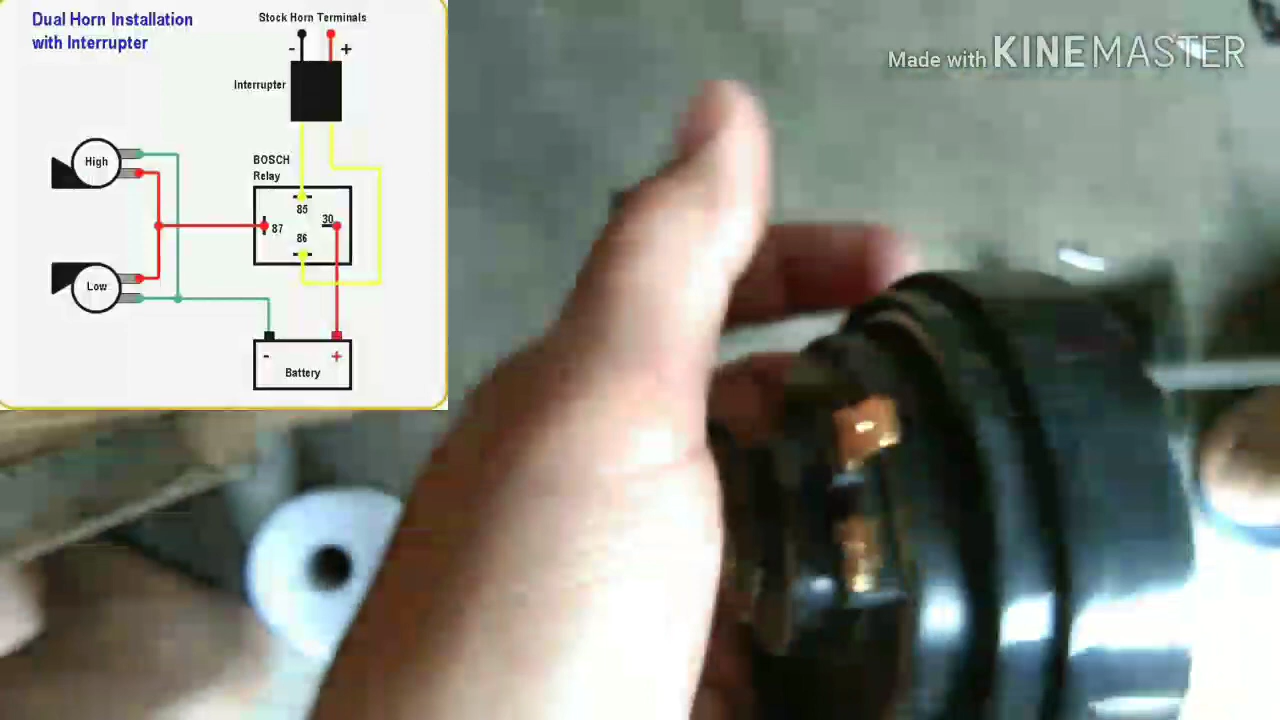 Dual Horn Installation
with Interrupter
Stock Horn Terminals
- +
Interrupter
Made with KINEMASTER
High
BOSCH
Relay
85
30
87
86
Low
- +
Battery